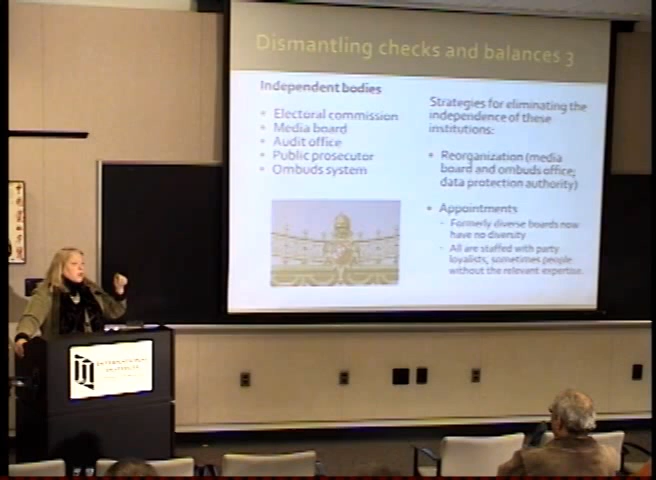 Dismantling checks and balances 3
Independent bodies
• Electoral commission
• Media board
• Audit office
• Public prosecutor
• Ombuds system
Strategies for eliminating the
independence of these
institutions:
• Reorganization (media
board and ombuds office;
data protection authority)
• Appointments
- Formerly diverse boards now
have no diversity
- All are staffed with party
loyalists, sometimes people
without the relevant expertise.